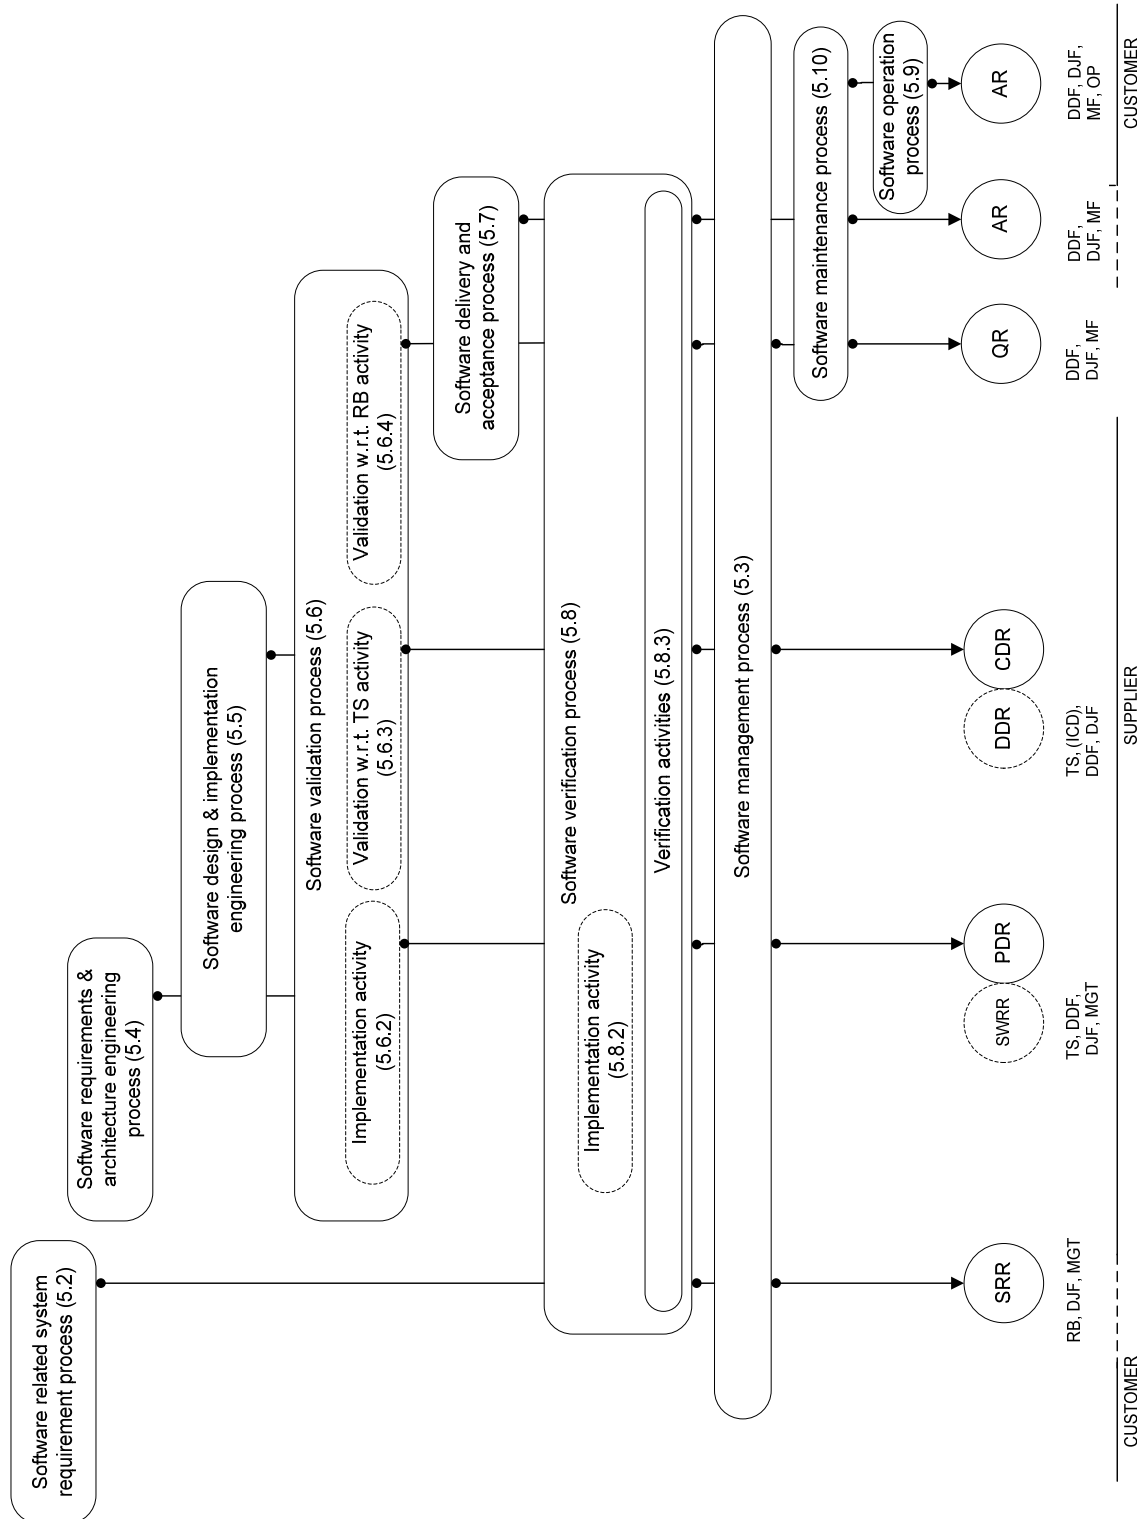 Software related system
requirement process (5.2)
Software requirements &
architecture engineering
process (5.4)
Software design & implementation
engineering process (5.5)
Software validation process (5.6)
Implementation activity
(5.6.2)
Validation w.r.t. TS activity
(5.6.3)
Validation w.r.t. RB activity
(5.6.4)
Software delivery and
acceptance process (5.7)
Software verification process (5.8)
Implementation activity
(5.8.2)
Verification activities (5.8.3)
Software management process (5.3)
Software maintenance process (5.10)
Software operation
process (5.9)
SRR
SWRR
PDR
DDR
CDR
QR
AR
AR
RB, DJF, MGT
TS, DDF,
DJF, MGT
TS, (ICD),
DDF, DJF
DDF,
DJF, MF
DDF,
DJF, MF
DDF, DJF,
MF, OP
CUSTOMER
SUPPLIER
CUSTOMER